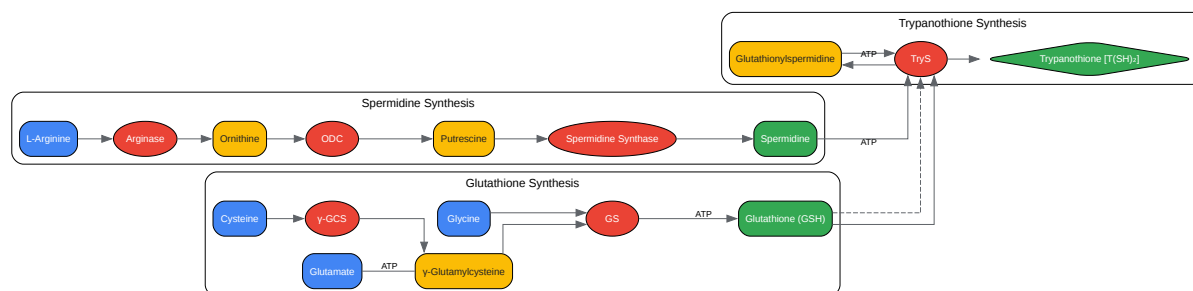 Trypanothione Synthesis
Glutathionylspermidine
ATP
TryS
Trypanothione [T(SH)₂]
Spermidine Synthesis
L-Arginine
Arginase
Ornithine
ODC
Putrescine
Spermidine Synthase
Spermidine
ATP
Glutathione Synthesis
Cysteine
γ-GCS
Glycine
GS
ATP
Glutathione (GSH)
Glutamate
ATP
γ-Glutamylcysteine